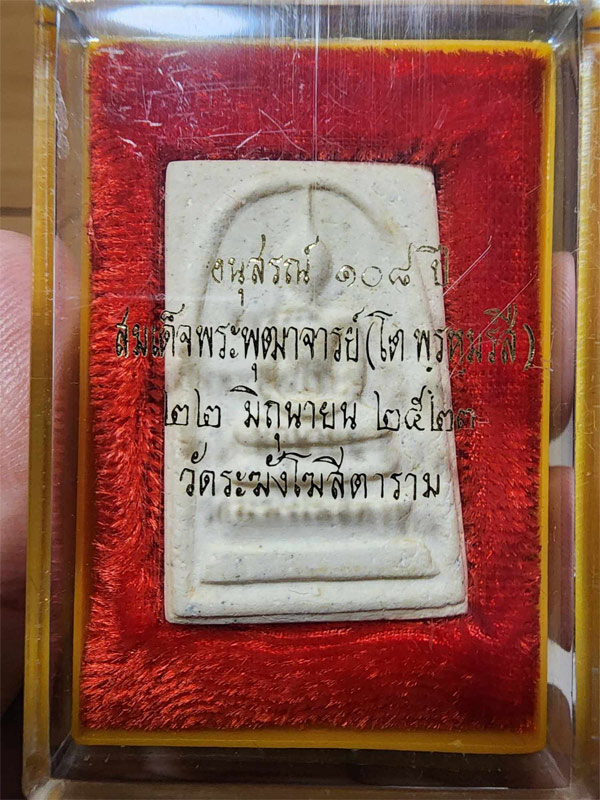 อนุสรณ์ ๑๐๘ ปี
สมเด็จพระพุฒาจารย์ (โต พฺรหฺมรํสี)
๒๒ มิถุนายน ๒๕๒๓
วัดระฆังโฆสิตาราม